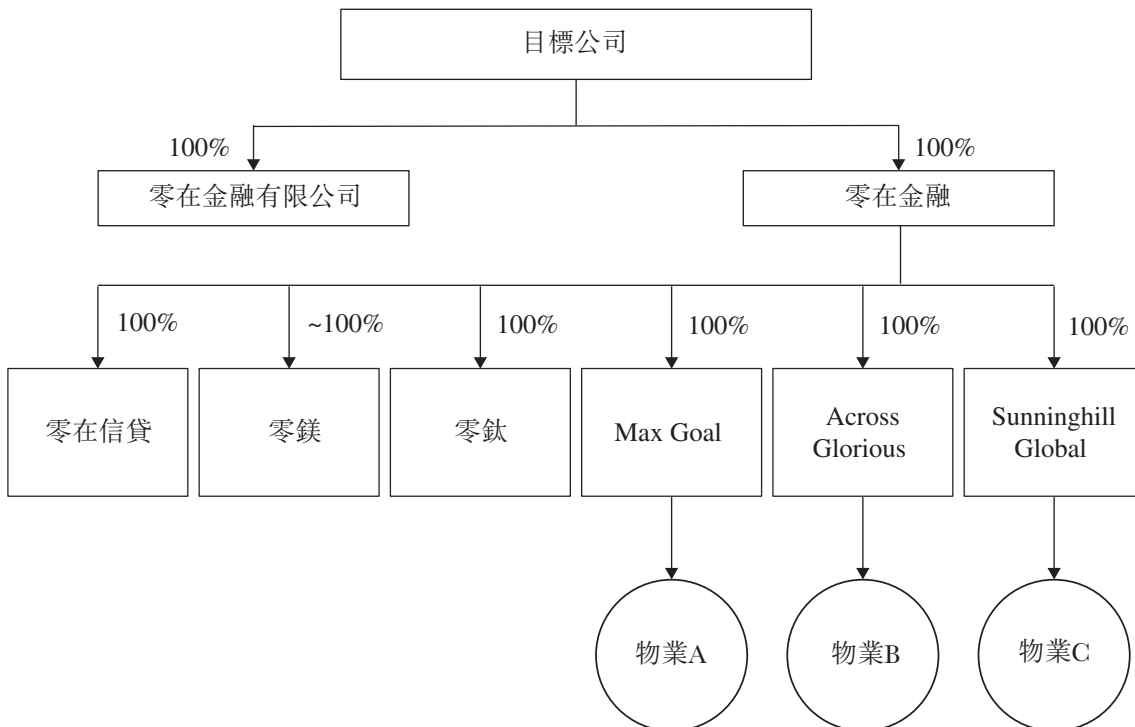 目標公司
100%
100%
零在金融有限公司
零在金融
100%
~100%
100%
100%
100%
100%
零在信貸
零鎂
零鈦
Max Goal
Across
Glorious
Sunninghill
Global
物業A
物業B
物業C